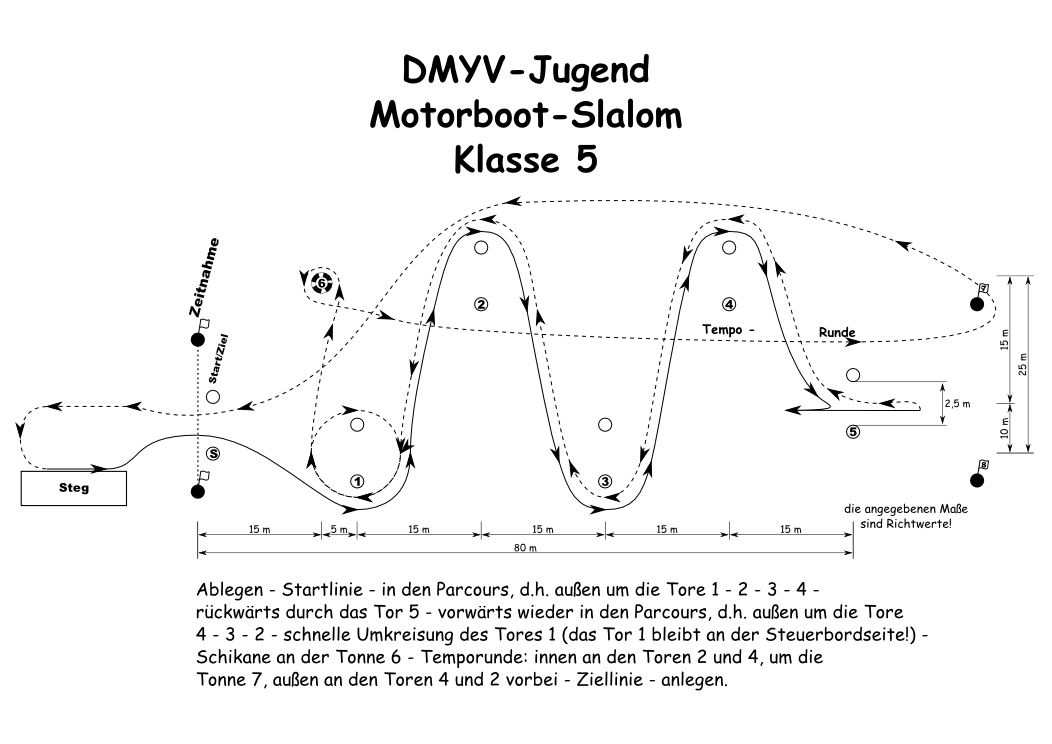 DMYV-Jugend
Motorboot-Slalom
Klasse 5
Zeitnahme
Start/Ziel
6
2
4
7
Tempo -
Runde
15 m
25 m
2,5 m
10 m
S
5
1
3
8
Steg
die angegebenen Maße
sind Richtwerte!
15 m
5 m
15 m
15 m
15 m
15 m
80 m
Ablegen - Startlinie - in den Parcours, d.h. außen um die Tore 1 - 2 - 3 - 4 -
rückwärts durch das Tor 5 - vorwärts wieder in den Parcours, d.h. außen um die Tore
4 - 3 - 2 - schnelle Umkreisung des Tores 1 (das Tor 1 bleibt an der Steuerbordseite!) -
Schikane an der Tonne 6 - Temporunde: innen an den Toren 2 und 4, um die
Tonne 7, außen an den Toren 4 und 2 vorbei - Ziellinie - anlegen.